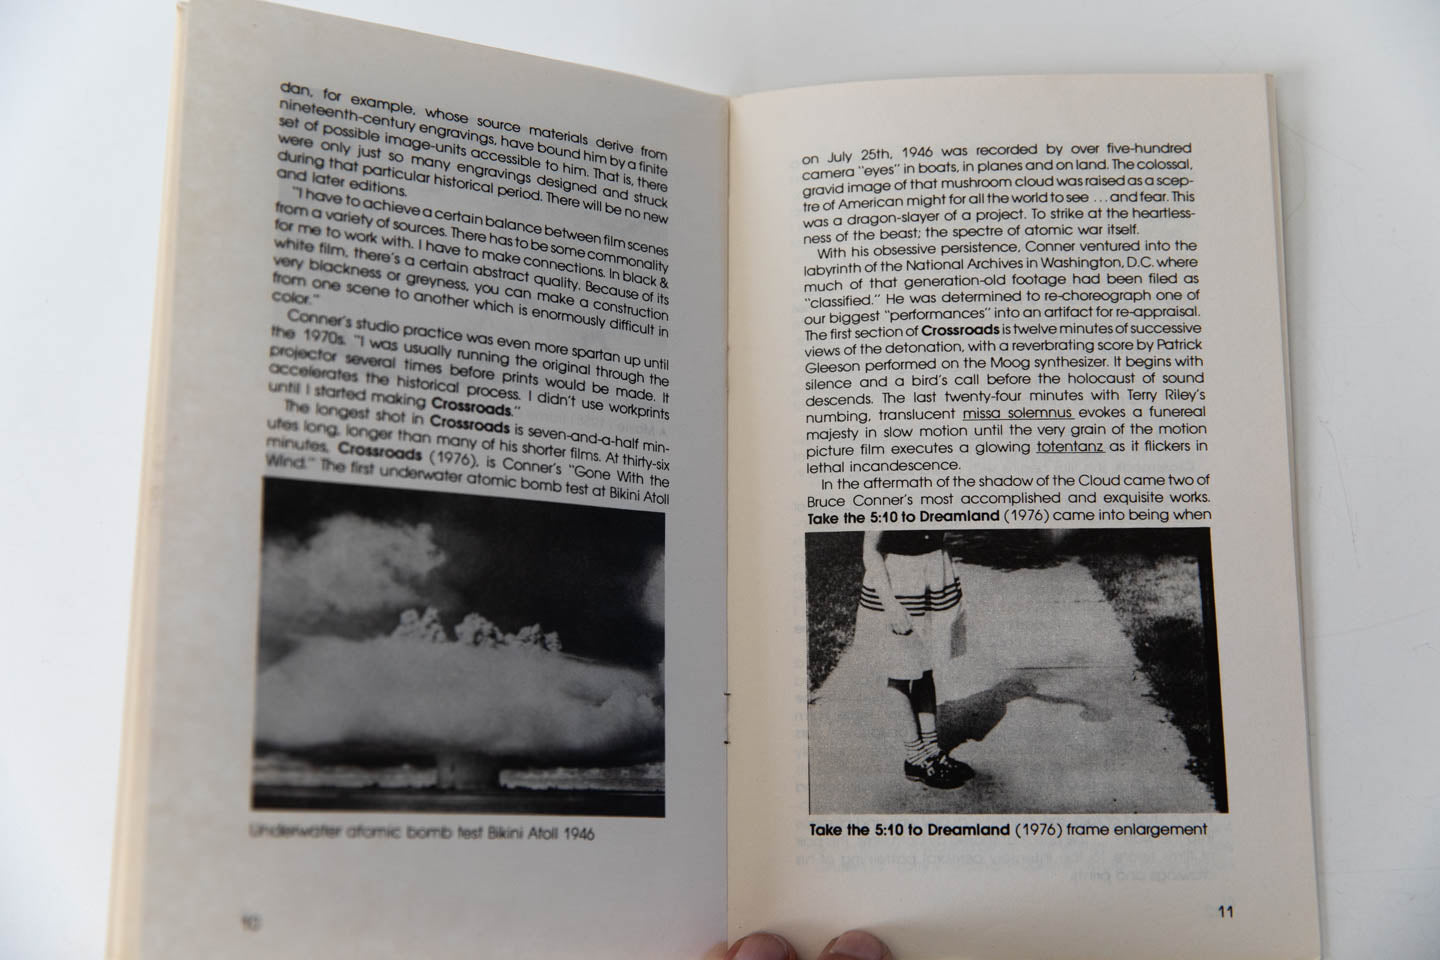 dan, for example, whose source materials derive from
nineteenth-century engravings, have bound him by a finite
set of possible image-units accessible to him. That is, there
were only just so many engravings designed and struck
during that particular historical period. There will be no new
and later editions.
"I have to achieve a certain balance between film scenes
from a variety of sources. There has to be some commonality
for me to work with. I have to make connections. In black &
white film, there's a certain abstract quality. Because of its
very blackness or greyness, you can make a construction
from one scene to another which is enormously difficult in
color."
Conner's studio practice was even more spartan up until
the 1970s. "I was usually running the original through the
projector several times before prints would be made. It
accelerates the historical process. I didn't use workprints
until I started making Crossroads."
The longest shot in Crossroads is seven-and-a-half min-
utes long, longer than many of his shorter films. At thirty-six
minutes, Crossroads (1976), is Conner's "Gone With the
Wind." The first underwater atomic bomb test at Bikini Atoll
Underwater atomic bomb test Bikini Atoll 1946
10
on July 25th, 1946 was recorded by over five-hundred
camera "eyes" in boats, in planes and on land. The colossal,
gravid image of that mushroom cloud was raised as a scep-
tre of American might for all the world to see ... and fear. This
was a dragon-slayer of a project. To strike at the heartless-
ness of the beast; the spectre of atomic war itself.
With his obsessive persistence, Conner ventured into the
labyrinth of the National Archives in Washington, D.C. where
much of that generation-old footage had been filed as
"classified." He was determined to re-choreograph one of
our biggest "performances" into an artifact for re-appraisal.
The first section of Crossroads is twelve minutes of successive
views of the detonation, with a reverbrating score by Patrick
Gleeson performed on the Moog synthesizer. It begins with
silence and a bird's call before the holocaust of sound
descends. The last twenty-four minutes with Terry Riley's
numbing, translucent missa solemnus evokes a funereal
majesty in slow motion until the very grain of the motion
picture film executes a glowing totentanz as it flickers in
lethal incandescence.
In the aftermath of the shadow of the Cloud came two of
Bruce Conner's most accomplished and exquisite works.
Take the 5:10 to Dreamland (1976) came into being when
Take the 5:10 to Dreamland (1976) frame enlargement
11